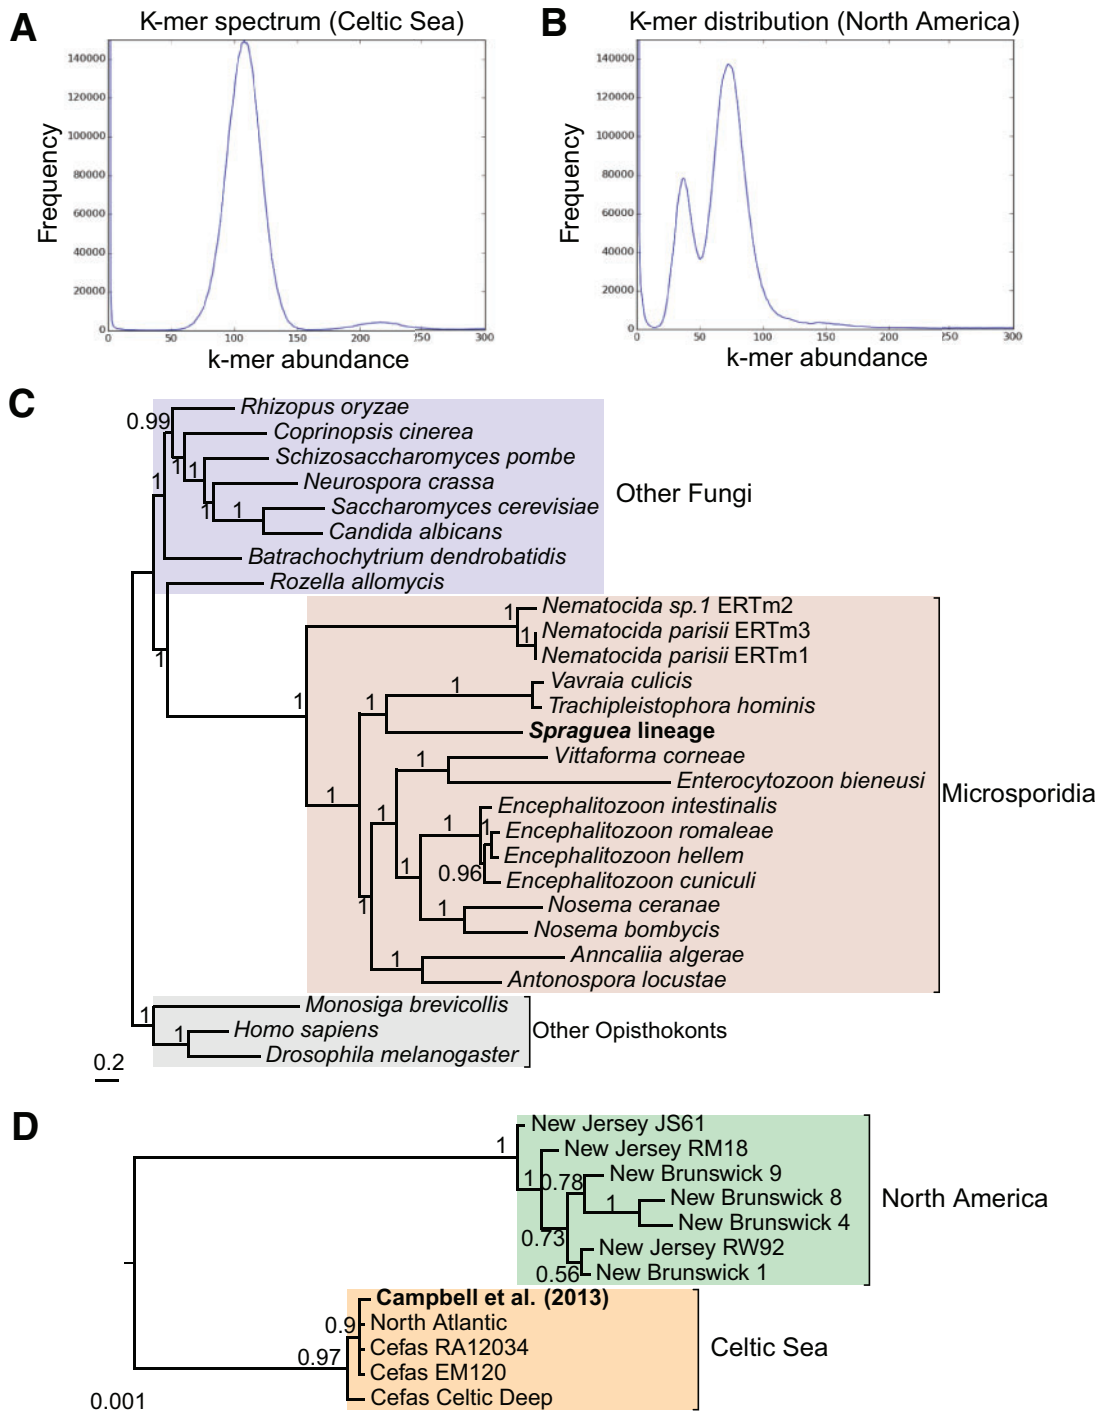 A
K-mer spectrum (Celtic Sea)
140000
120000
100000
80000
60000
40000
20000
0
0 50 100 150 200 250 300
Frequency
k-mer abundance
B
K-mer distribution (North America)
140000
120000
100000
80000
60000
40000
20000
0
0 50 100 150 200 250 300
Frequency
k-mer abundance
C
Rhizopus oryzae
0.99
Coprinopsis cinerea
1
Schizosaccharomyces pombe
1
1
Neurospora crassa
Other Fungi
1
Saccharomyces cerevisiae
1
Candida albicans
Batrachochytrium dendrobatidis
Rozella allomycis
1
Nematocida sp.1 ERTm2
1
Nematocida parisii ERTm3
1
Nematocida parisii ERTm1
Vavraia culicis
1
Trachipleistophora hominis
1
1
Spraguea lineage
Vittaforma corneae
1
Enterocytozoon bieneusi
Microsporidia
1
Encephalitozoon intestinalis
1
Encephalitozoon romaleae
1
1
Encephalitozoon hellem
0.96
Encephalitozoon cuniculi
1
Nosema ceranae
1
1
Nosema bombycis
Anncaliia algerae
1
Antonospora locustae
Monosiga brevicollis
1
Homo sapiens
1
Drosophila melanogaster
Other Opisthokonts
0.2
D
New Jersey JS61
1
New Jersey RM18
1
New Brunswick 9
0.78
New Brunswick 8
1
New Brunswick 4
North America
0.73
New Jersey RW92
0.56
New Brunswick 1
Campbell et al. (2013)
0.9
North Atlantic
Cefas RA12034
0.97
Cefas EM120
Cefas Celtic Deep
Celtic Sea
0.001